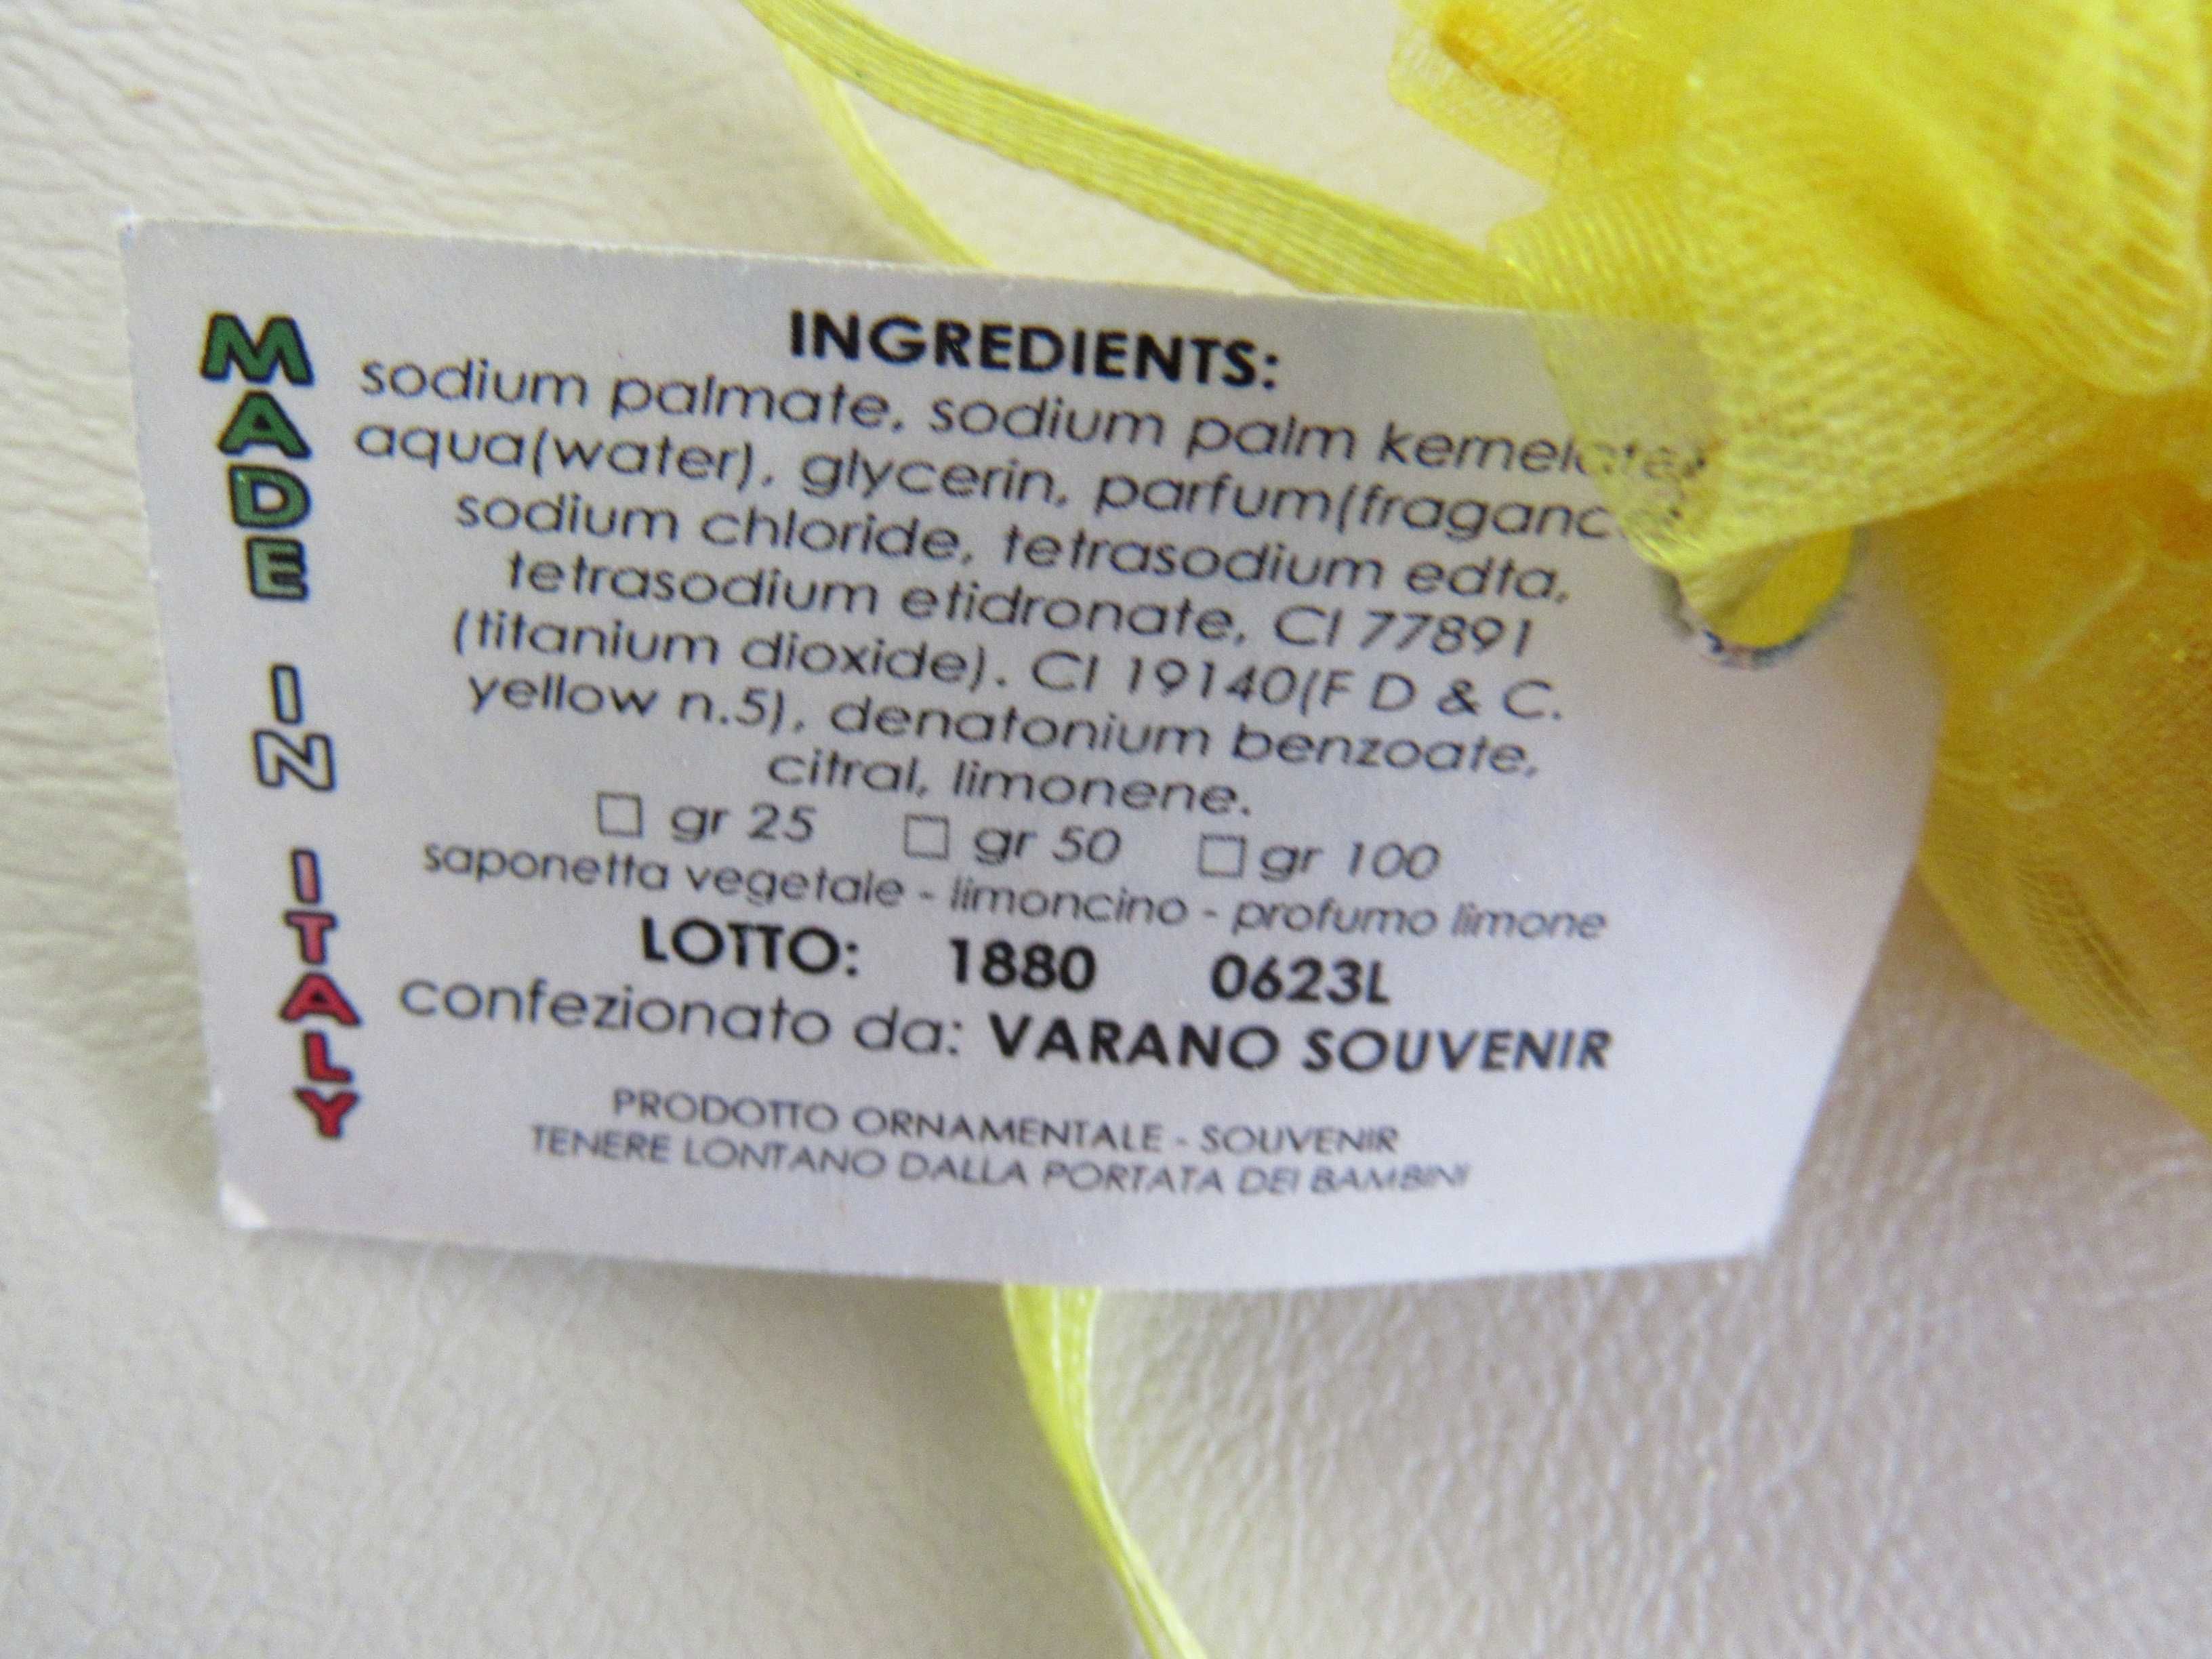 MADE IN ITALY
INGREDIENTS:
sodium palmate, sodium palm kernelate,
aqua(water), glycerin, parfum(fraganc
sodium chloride, tetrasodium edta,
tetrasodium etidronate, CI 77891
(titanium dioxide). CI 19140(F D & C.
yellow n.5), denatonium benzoate,
citral, limonene.
☐ gr 25 ☐ gr 50 ☐ gr 100
saponetta vegetale - limoncino - profumo limone
LOTTO: 1880 0623L
confezionato da: VARANO SOUVENIR
PRODOTTO ORNAMENTALE - SOUVENIR
TENERE LONTANO DALLA PORTATA DEI BAMBINI